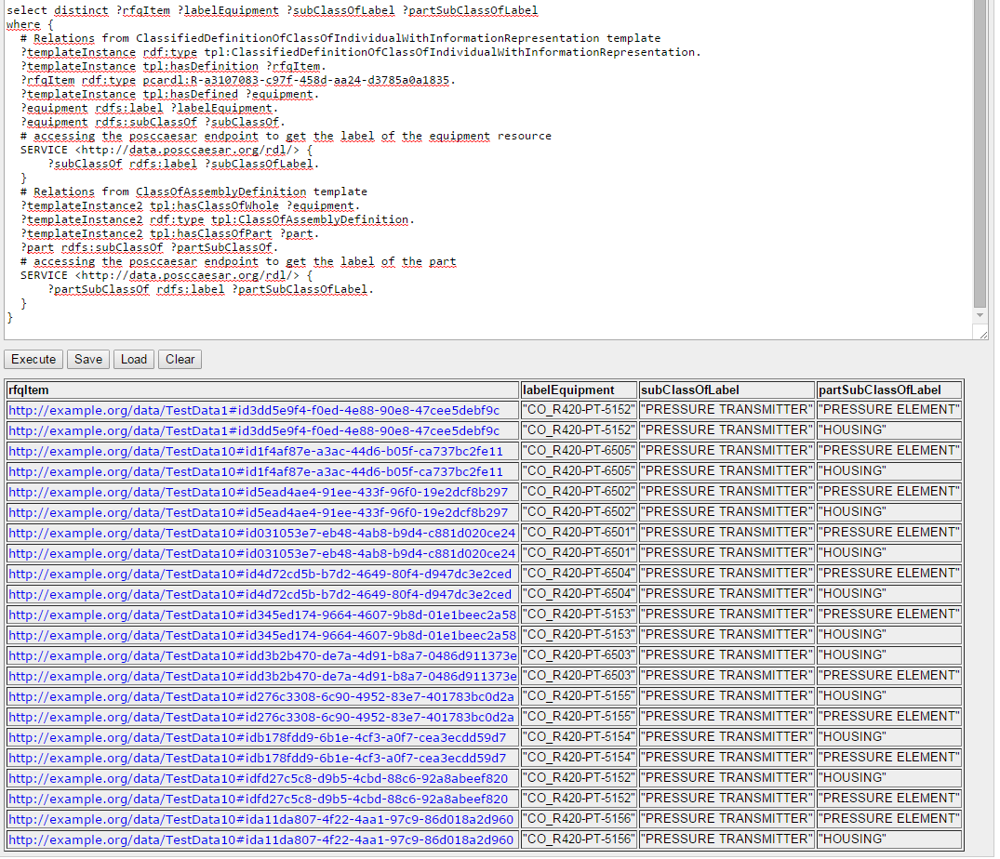 select distinct ?rfqItem ?labelEquipment ?subClassOfLabel ?partSubClassOfLabel
where {
# Relations from ClassifiedDefinitionOfClassOfIndividualWithInformationRepresentation template
?templateInstance rdf:type tpl:ClassifiedDefinitionOfClassOfIndividualWithInformationRepresentation.
?templateInstance tpl:hasDefinition ?rfqItem.
?rfqItem rdf:type pcardl:R-a3107083-c97f-458d-aa24-d3785a0a1835.
?templateInstance tpl:hasDefined ?equipment.
?equipment rdfs:label ?labelEquipment.
?equipment rdfs:subClassOf ?subClassOf.
# accessing the posccaesar endpoint to get the label of the equipment resource
SERVICE <http://data.posccaesar.org/rdl/> {
?subClassOf rdfs:label ?subClassOfLabel.
}
# Relations from ClassOfAssemblyDefinition template
?templateInstance2 tpl:hasClassOfWhole ?equipment.
?templateInstance2 rdf:type tpl:ClassOfAssemblyDefinition.
?templateInstance2 tpl:hasClassOfPart ?part.
?part rdfs:subClassOf ?partSubClassOf.
# accessing the posccaesar endpoint to get the label of the part
SERVICE <http://data.posccaesar.org/rdl/> {
?partSubClassOf rdfs:label ?partSubClassOfLabel.
}
}
Execute Save Load Clear
rfqItem labelEquipment subClassOfLabel partSubClassOfLabel
http://example.org/data/TestData1#id3dd5e9f4-f0ed-4e88-90e8-47cee5debf9c "CO_R420-PT-5152" "PRESSURE TRANSMITTER" "PRESSURE ELEMENT"
http://example.org/data/TestData1#id3dd5e9f4-f0ed-4e88-90e8-47cee5debf9c "CO_R420-PT-5152" "PRESSURE TRANSMITTER" "HOUSING"
http://example.org/data/TestData10#id1f4af87e-a3ac-44d6-b05f-ca737bc2fe11 "CO_R420-PT-6505" "PRESSURE TRANSMITTER" "PRESSURE ELEMENT"
http://example.org/data/TestData10#id1f4af87e-a3ac-44d6-b05f-ca737bc2fe11 "CO_R420-PT-6505" "PRESSURE TRANSMITTER" "HOUSING"
http://example.org/data/TestData10#id5ead4ae4-91ee-433f-96f0-19e2dcf8b297 "CO_R420-PT-6502" "PRESSURE TRANSMITTER" "PRESSURE ELEMENT"
http://example.org/data/TestData10#id5ead4ae4-91ee-433f-96f0-19e2dcf8b297 "CO_R420-PT-6502" "PRESSURE TRANSMITTER" "HOUSING"
http://example.org/data/TestData10#id031053e7-eb48-4ab8-b9d4-c881d020ce24 "CO_R420-PT-6501" "PRESSURE TRANSMITTER" "PRESSURE ELEMENT"
http://example.org/data/TestData10#id031053e7-eb48-4ab8-b9d4-c881d020ce24 "CO_R420-PT-6501" "PRESSURE TRANSMITTER" "HOUSING"
http://example.org/data/TestData10#id4d72cd5b-b7d2-4649-80f4-d947dc3e2ced "CO_R420-PT-6504" "PRESSURE TRANSMITTER" "PRESSURE ELEMENT"
http://example.org/data/TestData10#id4d72cd5b-b7d2-4649-80f4-d947dc3e2ced "CO_R420-PT-6504" "PRESSURE TRANSMITTER" "HOUSING"
http://example.org/data/TestData10#id345ed174-9664-4607-9b8d-01e1beec2a58 "CO_R420-PT-5153" "PRESSURE TRANSMITTER" "PRESSURE ELEMENT"
http://example.org/data/TestData10#id345ed174-9664-4607-9b8d-01e1beec2a58 "CO_R420-PT-5153" "PRESSURE TRANSMITTER" "HOUSING"
http://example.org/data/TestData10#idd3b2b470-de7a-4d91-b8a7-0486d911373e "CO_R420-PT-6503" "PRESSURE TRANSMITTER" "HOUSING"
http://example.org/data/TestData10#idd3b2b470-de7a-4d91-b8a7-0486d911373e "CO_R420-PT-6503" "PRESSURE TRANSMITTER" "PRESSURE ELEMENT"
http://example.org/data/TestData10#id276c3308-6c90-4952-83e7-401783bc0d2a "CO_R420-PT-5155" "PRESSURE TRANSMITTER" "HOUSING"
http://example.org/data/TestData10#id276c3308-6c90-4952-83e7-401783bc0d2a "CO_R420-PT-5155" "PRESSURE TRANSMITTER" "PRESSURE ELEMENT"
http://example.org/data/TestData10#idb178fdd9-6b1e-4cf3-a0f7-cea3ecdd59d7 "CO_R420-PT-5154" "PRESSURE TRANSMITTER" "HOUSING"
http://example.org/data/TestData10#idb178fdd9-6b1e-4cf3-a0f7-cea3ecdd59d7 "CO_R420-PT-5154" "PRESSURE TRANSMITTER" "PRESSURE ELEMENT"
http://example.org/data/TestData10#idfd27c5c8-d9b5-4cbd-88c6-92a8abeef820 "CO_R420-PT-5152" "PRESSURE TRANSMITTER" "HOUSING"
http://example.org/data/TestData10#idfd27c5c8-d9b5-4cbd-88c6-92a8abeef820 "CO_R420-PT-5152" "PRESSURE TRANSMITTER" "PRESSURE ELEMENT"
http://example.org/data/TestData10#ida11da807-4f22-4aa1-97c9-86d018a2d960 "CO_R420-PT-5156" "PRESSURE TRANSMITTER" "PRESSURE ELEMENT"
http://example.org/data/TestData10#ida11da807-4f22-4aa1-97c9-86d018a2d960 "CO_R420-PT-5156" "PRESSURE TRANSMITTER" "HOUSING"